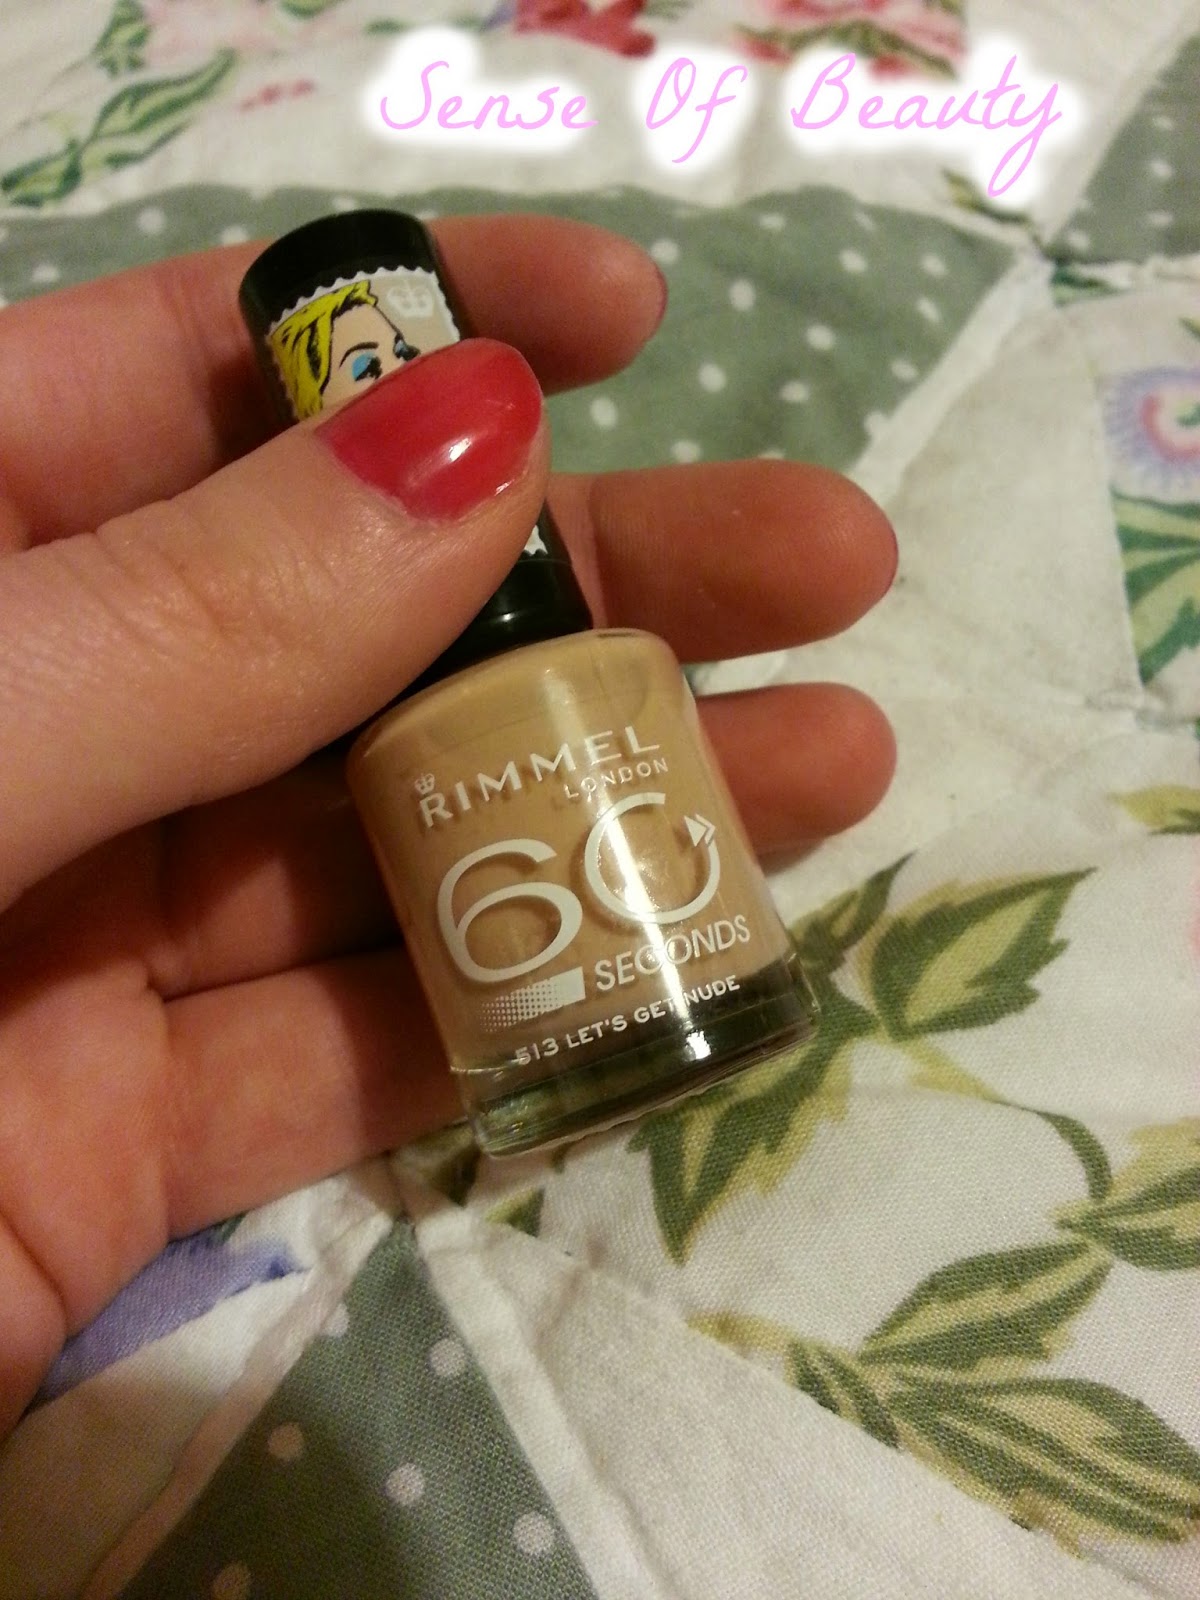 Sense Of Beauty
RIMMEL
LONDON
60
SECONDS
513 LET'S GET NUDE